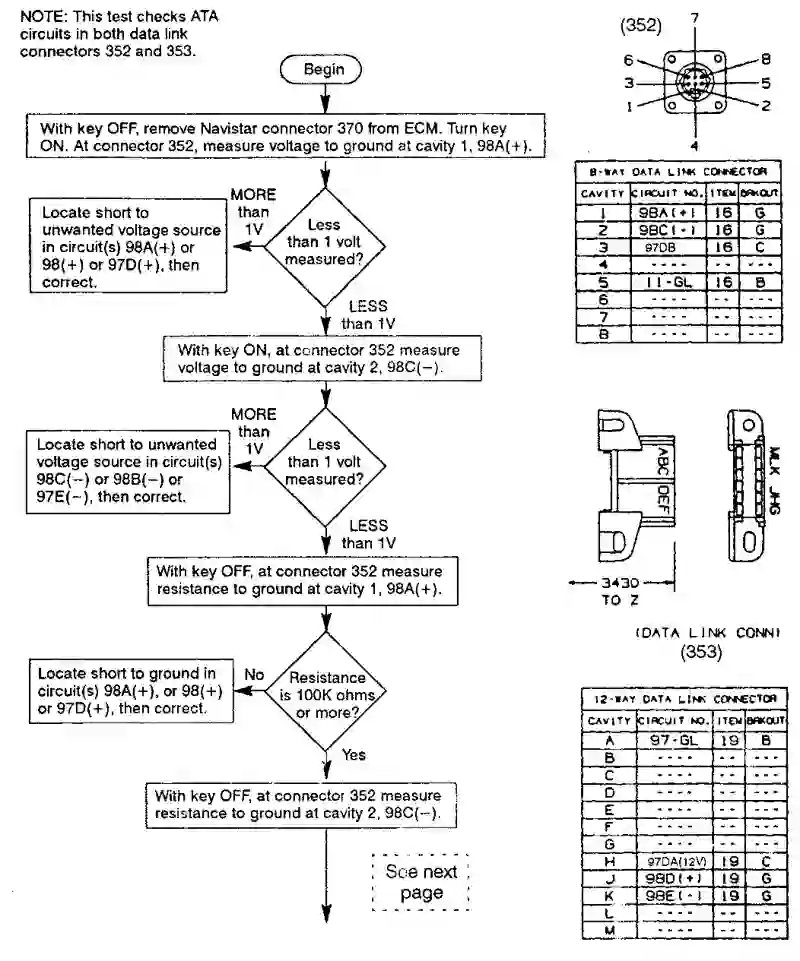 NOTE: This test checks ATA
circuits in both data link
connectors 352 and 353.
Begin
With key OFF, remove Navistar connector 370 from ECM. Turn key
ON. At connector 352, measure voltage to ground at cavity 1, 98A(+).
MORE
than
1V
Less
than 1 volt
measured?
Locate short to
unwanted voltage source
in circuit(s) 98A(+) or
98(+) or 97D(+), then
correct.
LESS
than 1V
With key ON, at connector 352 measure
voltage to ground at cavity 2, 98C(−).
MORE
than
1V
Less
than 1 volt
measured?
Locate short to unwanted
voltage source in circuit(s)
98C(−) or 98B(−) or
97E(−), then correct.
LESS
than 1V
With key OFF, at connector 352 measure
resistance to ground at cavity 1, 98A(+).
Resistance
is 100K ohms
or more?
No
Locate short to ground in
circuit(s) 98A(+), or 98(+)
or 97D(+), then correct.
Yes
With key OFF, at connector 352 measure
resistance to ground at cavity 2, 98C(−).
See next
page
(352)
7
6 8
3 5
1 2
4
8-WAY DATA LINK CONNECTOR
CAVITY CIRCUIT NO. ITEM BRKOUT
1 98A(+) 16 G
2 98C(-) 16 G
3 97DB 16 C
4 ---- -- ---
5 11-GL 16 B
6 ---- -- ---
7 ---- -- ---
8 ---- -- ---
ABC DEF
MLK JHG
3430
TO Z
(DATA LINK CONN)
(353)
12-WAY DATA LINK CONNECTOR
CAVITY CIRCUIT NO. ITEM BRKOUT
A 97-GL 19 B
B ---- -- ---
C ---- -- ---
D ---- -- ---
E ---- -- ---
F ---- -- ---
G ---- -- ---
H 97DA(12V) 19 C
J 98D(+) 19 G
K 98E(-) 19 G
L ---- -- ---
M ---- -- ---